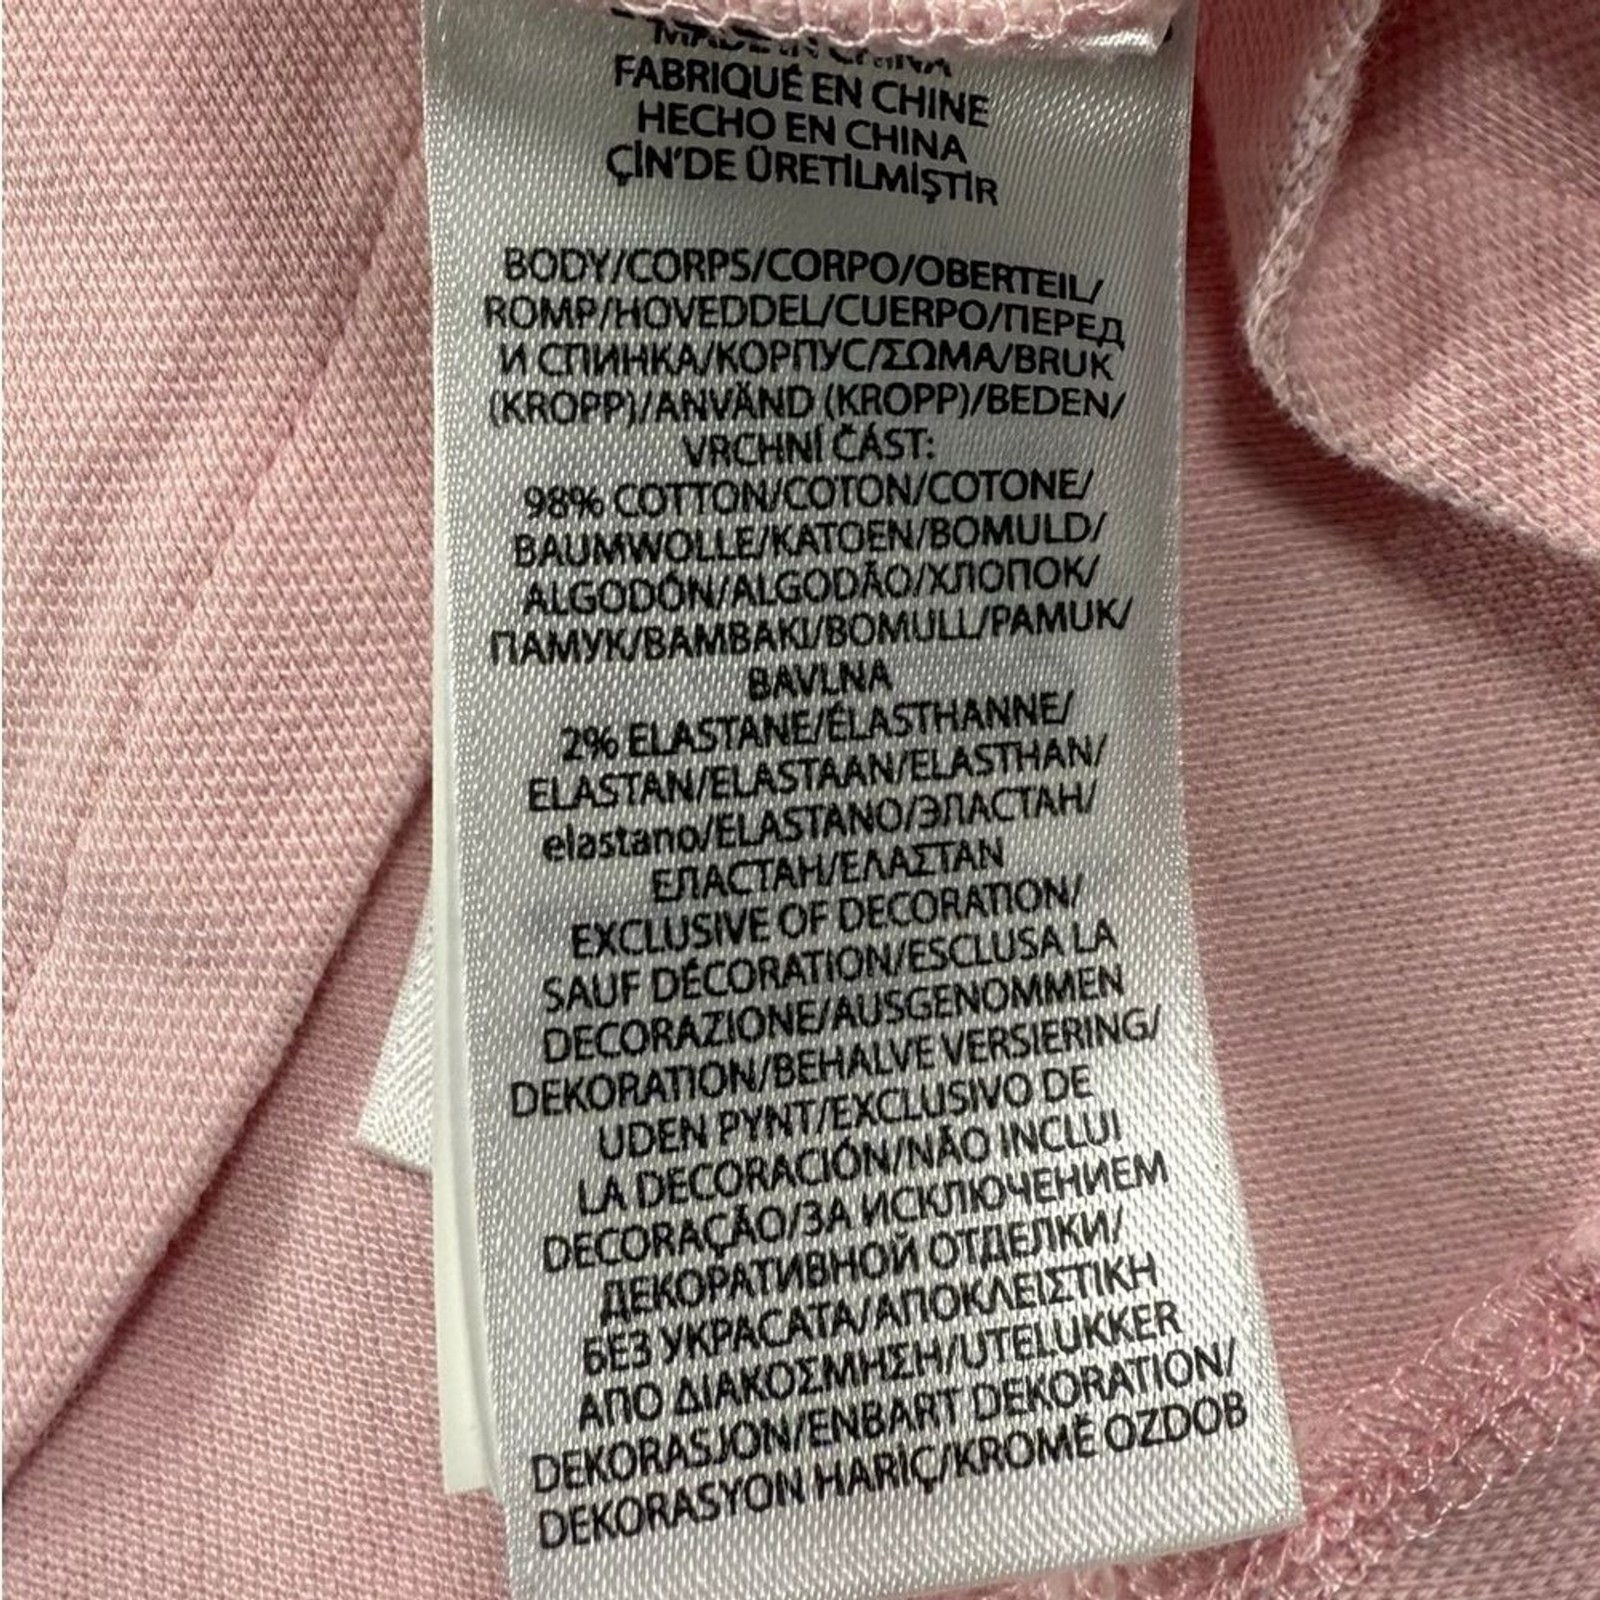 MADE IN CHINA
FABRIQUÉ EN CHINE
HECHO EN CHINA
ÇİN'DE ÜRETİLMİŞTİR
BODY/CORPS/CORPO/OBERTEIL/
ROMP/HOVEDDEL/CUERPO/ПЕРЕД
И СПИНКА/КОРПУС/ΣΩΜΑ/BRUK
(KROPP)/ANVÄND (KROPP)/BEDEN/
VRCHNÍ ČÁST:
98% COTTON/COTON/COTONE/
BAUMWOLLE/KATOEN/BOMULD/
ALGODÓN/ALGODÃO/ХЛОПОК/
ПАМУК/ΒΑΜΒΑΚΙ/BOMULL/PAMUK/
BAVLNA
2% ELASTANE/ÉLASTHANNE/
ELASTAN/ELASTAAN/ELASTHAN/
elastano/ELASTANO/ЭЛАСТАН/
ЕЛАСТАН/ΕΛΑΣΤΑΝ
EXCLUSIVE OF DECORATION/
SAUF DÉCORATION/ESCLUSA LA
DECORAZIONE/AUSGENOMMEN
DEKORATION/BEHALVE VERSIERING/
UDEN PYNT/EXCLUSIVO DE
LA DECORACIÓN/NÃO INCLUI
DECORAÇÃO/ЗА ИСКЛЮЧЕНИЕМ
ДЕКОРАТИВНОЙ ОТДЕЛКИ/
БЕЗ УКРАСАТА/ΑΠΟΚΛΕΙΣΤΙΚΗ
ΑΠΟ ΔΙΑΚΟΣΜΗΣΗ/UTELUKKER
DEKORASJON/ENBART DEKORATION/
DEKORASYON HARİÇ/KROMĚ OZDOB